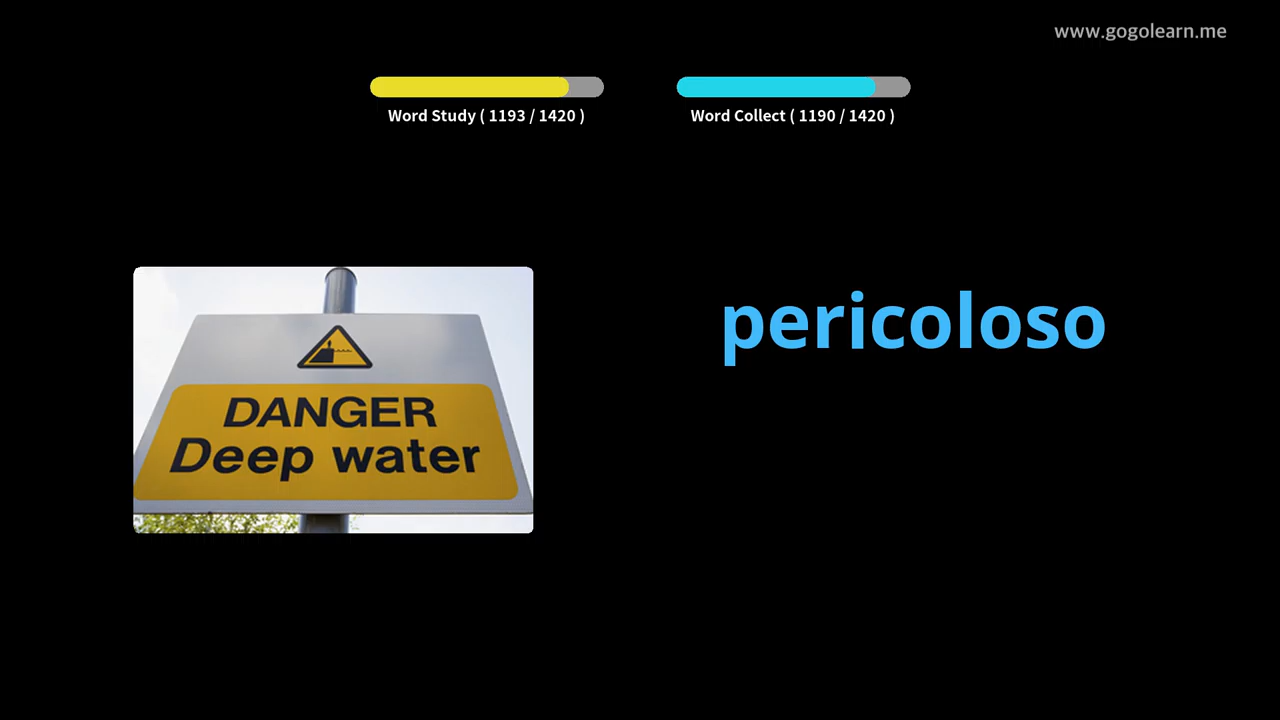 www.gogolearn.me
Word Study ( 1193 / 1420 )
Word Collect ( 1190 / 1420 )
DANGER
Deep water
pericoloso